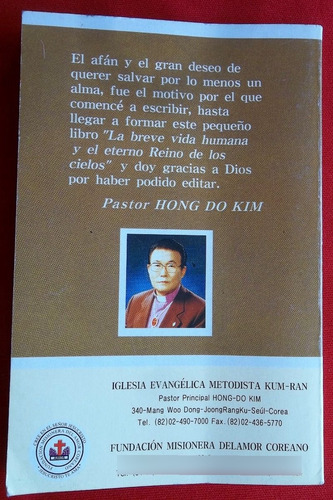 El afán y el gran deseo de
querer salvar por lo menos un
alma, fue el motivo por el que
comencé a escribir, hasta
llegar a formar este pequeño
libro "La breve vida humana
y el eterno Reino de los
cielos" y doy gracias a Dios
por haber podido editar.
Pastor HONG DO KIM
IGLESIA EVANGÉLICA METODISTA KUM-RAN
Pastor Principal HONG-DO KIM
340-Mang Woo Dong-JoongRangKu-Seúl-Corea
Tel. (82)02-490-7000 Fax.(82)02-436-5770
FUNDACIÓN MISIONERA DELAMOR COREANO